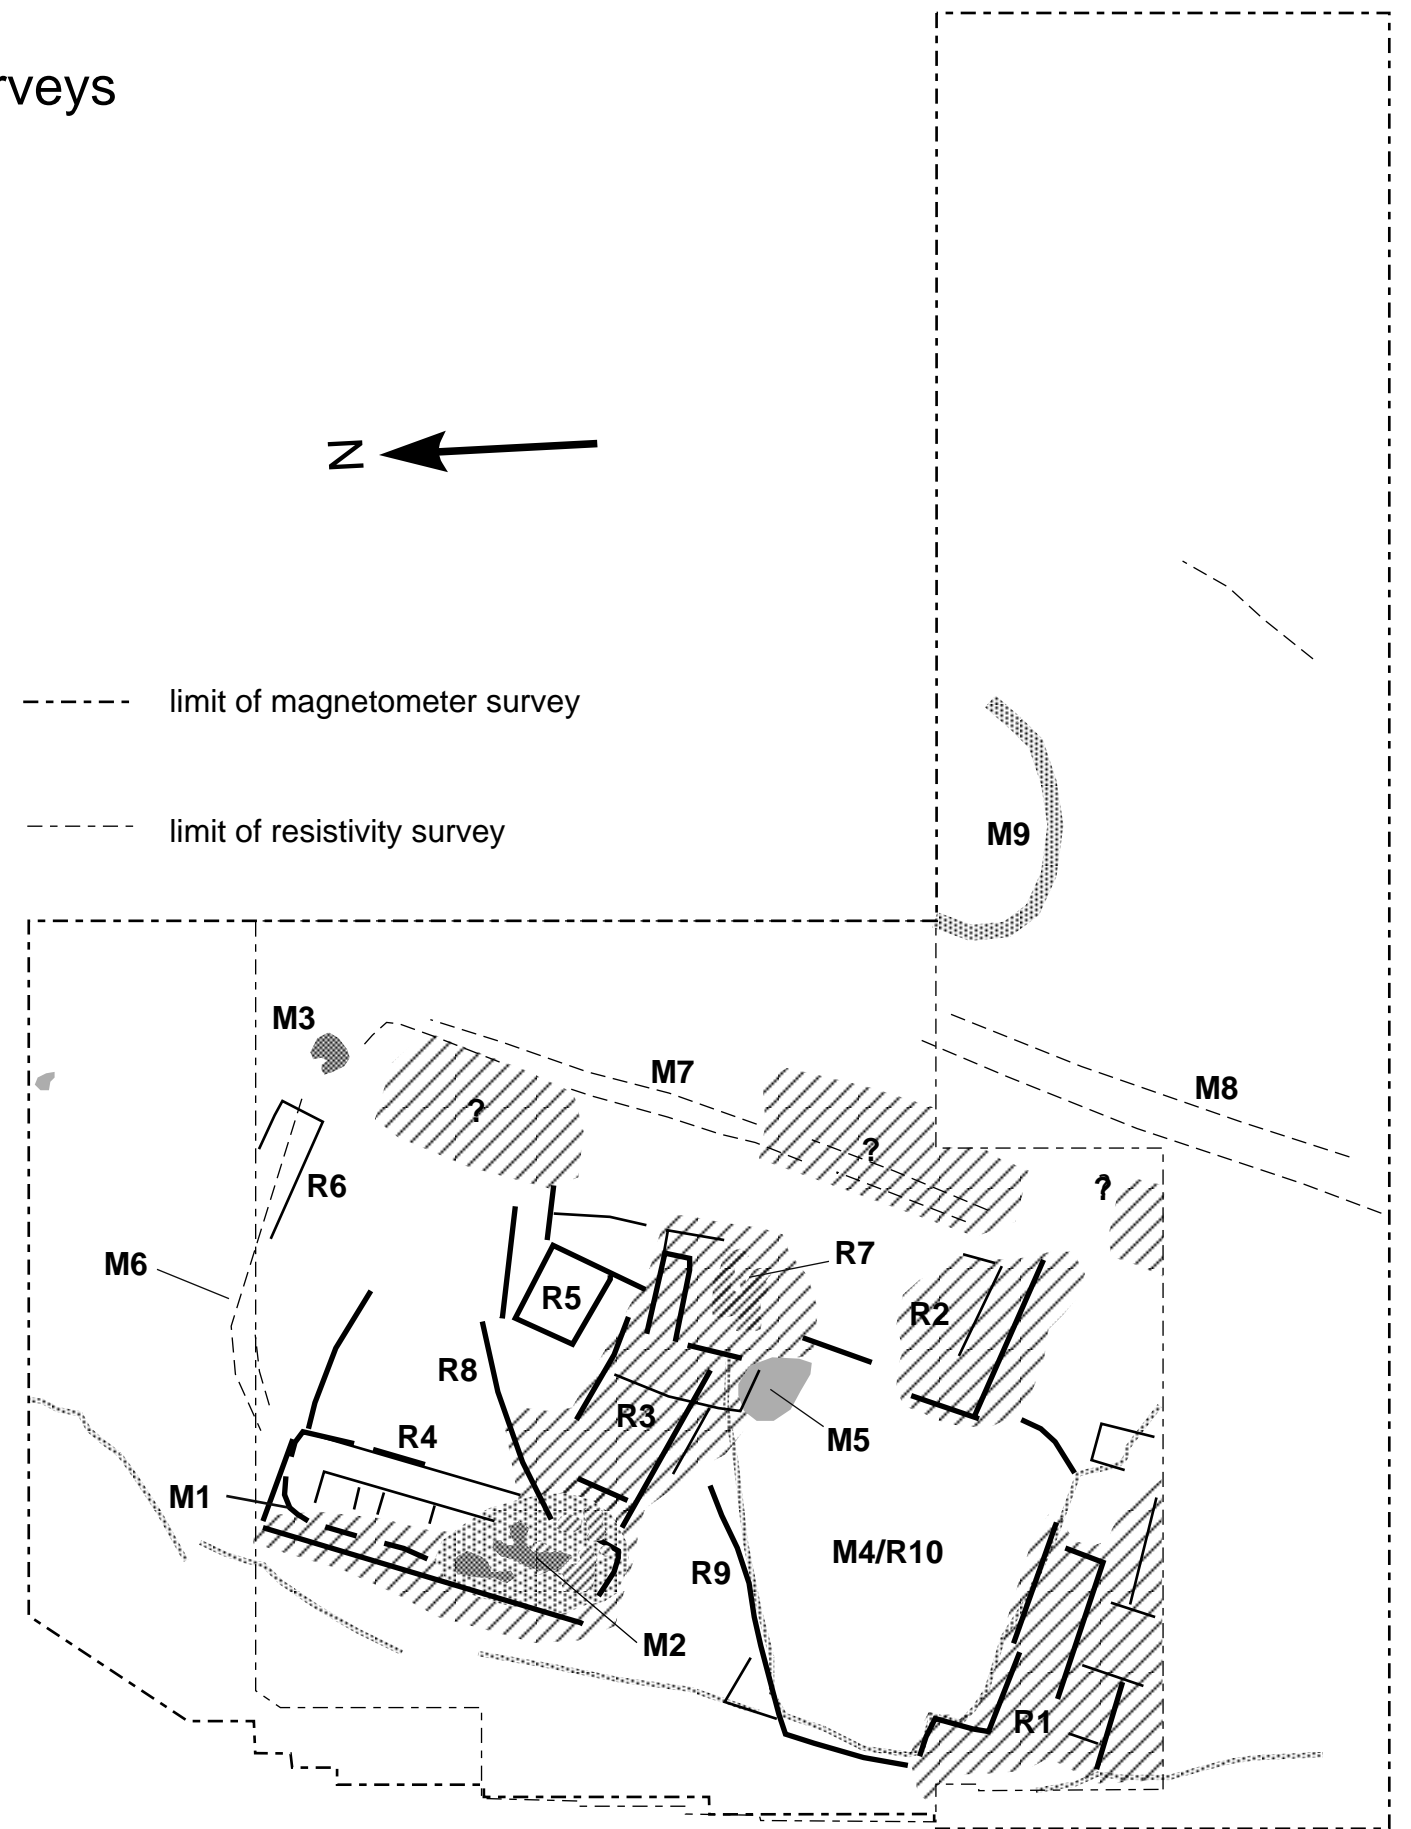 rveys
N
limit of magnetometer survey
limit of resistivity survey
M9
M3
M7
M8
?
?
?
R6
M6
R7
R5
R2
R8
R3
R4
M5
M1
M4/R10
R9
M2
R1